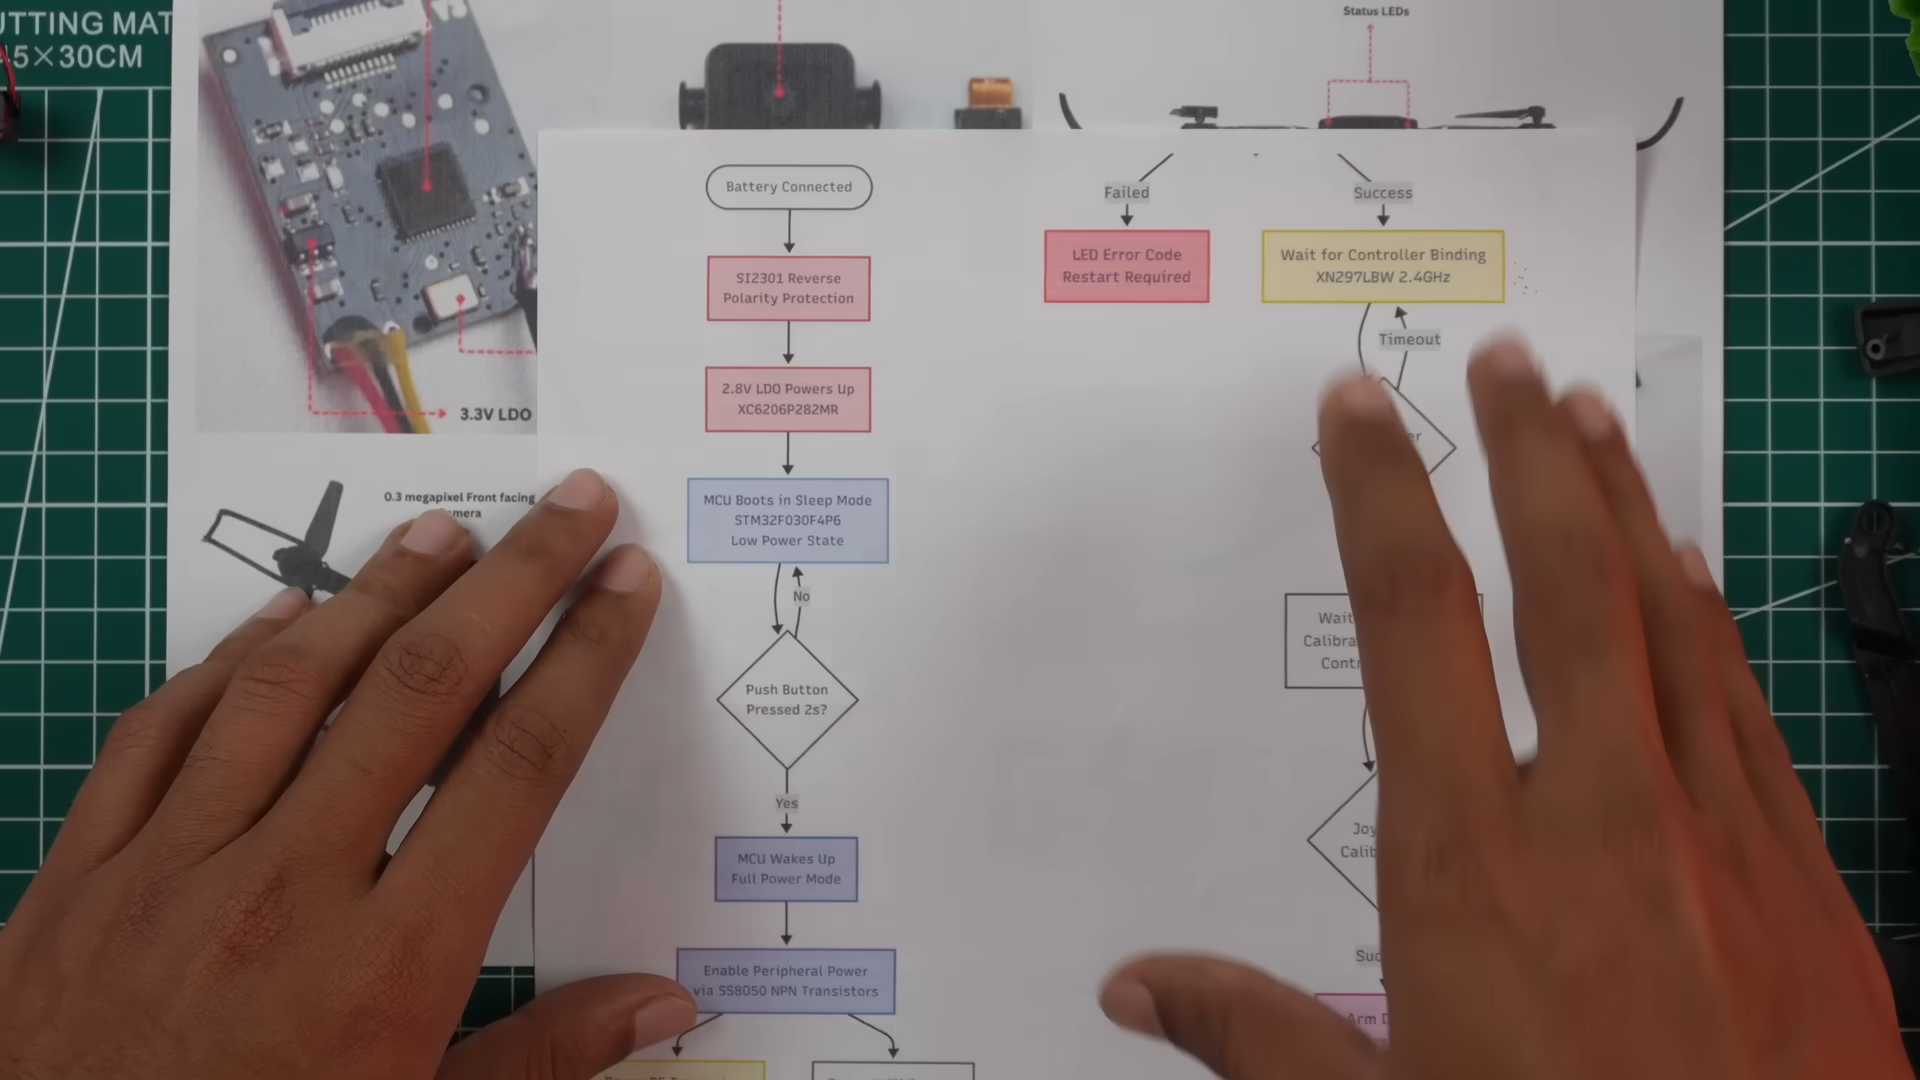 UTTING MAT
45×30CM
Status LEDs
3.3V LDO
0.3 megapixel Front facing
Battery Connected
SI2301 Reverse
Polarity Protection
2.8V LDO Powers Up
XC6206P282MR
MCU Boots in Sleep Mode
STM32F030F4P6
Low Power State
No
Push Button
Pressed 2s?
Yes
MCU Wakes Up
Full Power Mode
Enable Peripheral Power
via SS8050 NPN Transistors
Failed
Success
LED Error Code
Restart Required
Wait for Controller Binding
XN297LBW 2.4GHz
Timeout
Wait
Arm